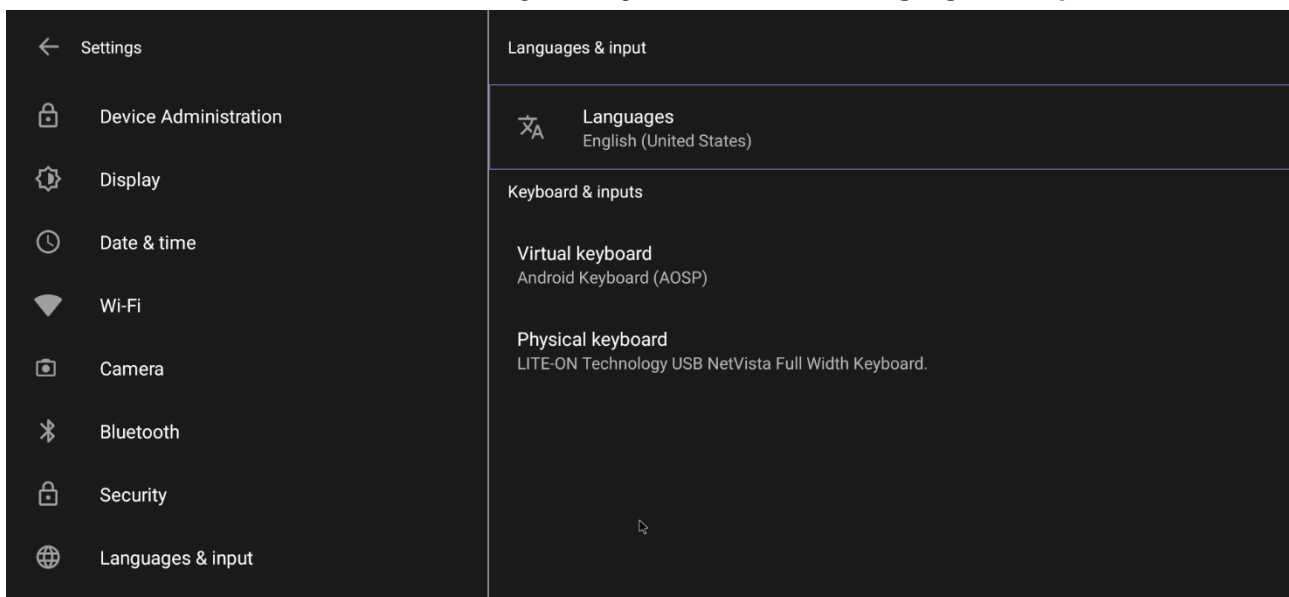 Settings
Device Administration
Display
Date & time
Wi-Fi
Camera
Bluetooth
Security
Languages & input
Languages & input
Languages
English (United States)
Keyboard & inputs
Virtual keyboard
Android Keyboard (AOSP)
Physical keyboard
LITE-ON Technology USB NetVista Full Width Keyboard.